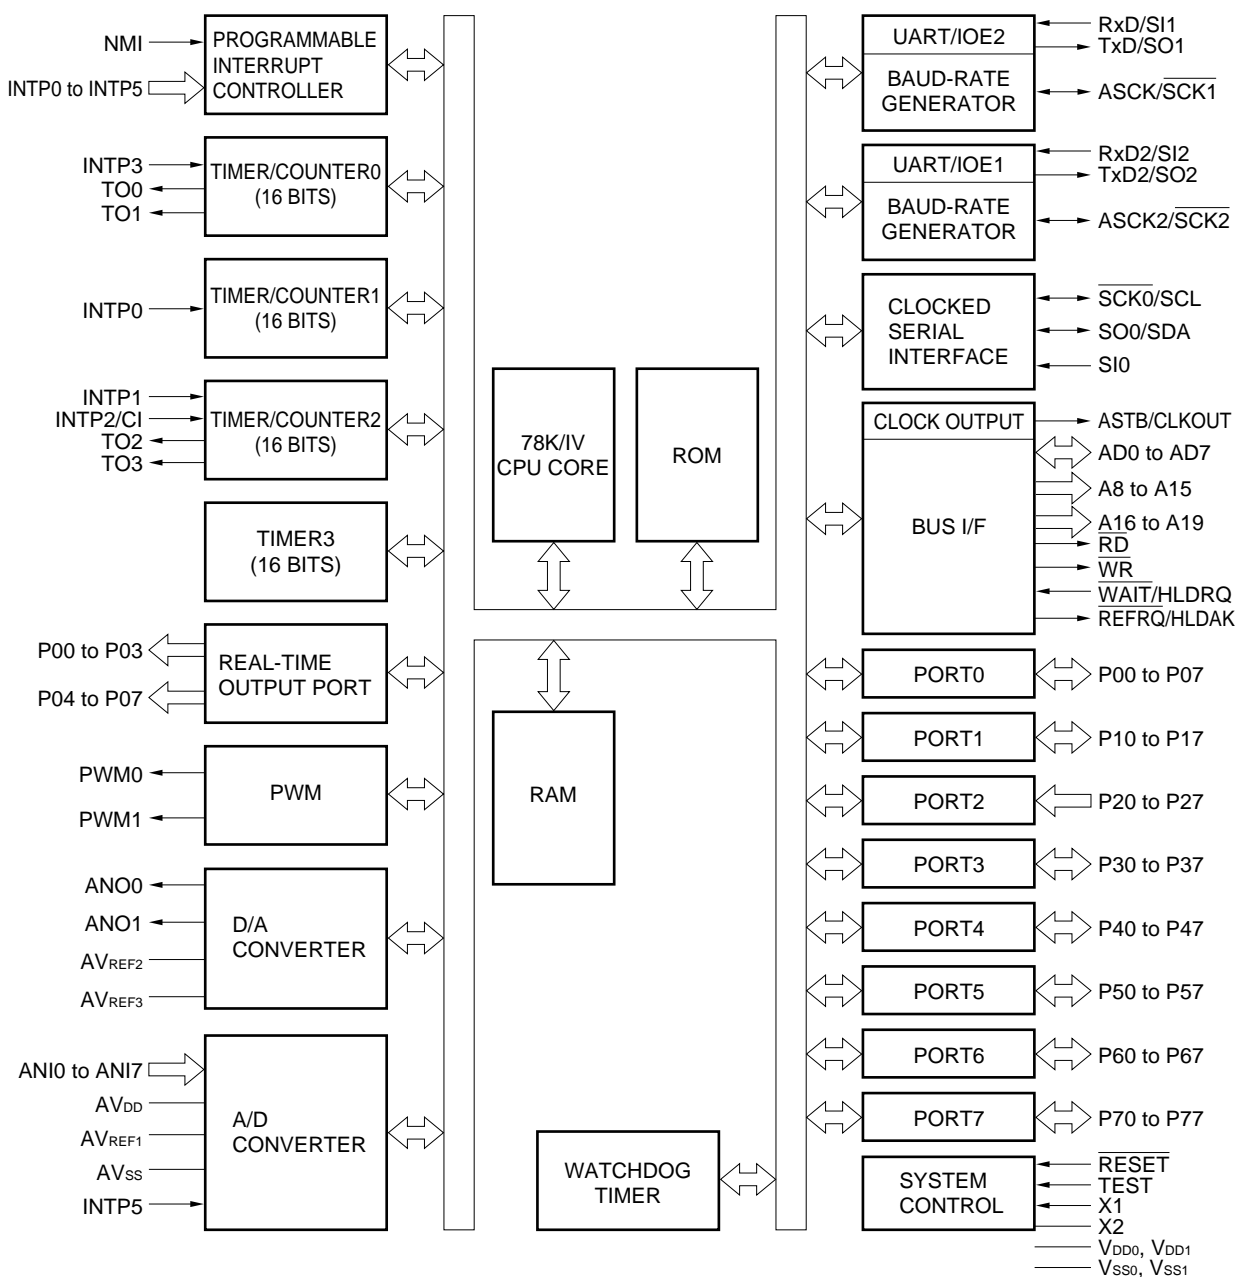 NMI
INTP0 to INTP5
PROGRAMMABLE
INTERRUPT
CONTROLLER
INTP3
TO0
TO1
TIMER/COUNTER0
(16 BITS)
INTP0
TIMER/COUNTER1
(16 BITS)
INTP1
INTP2/CI
TO2
TO3
TIMER/COUNTER2
(16 BITS)
TIMER3
(16 BITS)
P00 to P03
P04 to P07
REAL-TIME
OUTPUT PORT
PWM0
PWM1
PWM
ANO0
ANO1
AVREF2
AVREF3
D/A
CONVERTER
ANI0 to ANI7
AVDD
AVREF1
AVSS
INTP5
A/D
CONVERTER
78K/IV
CPU CORE
ROM
RAM
WATCHDOG
TIMER
UART/IOE2
BAUD-RATE
GENERATOR
RxD/SI1
TxD/SO1
ASCK/SCK1
UART/IOE1
BAUD-RATE
GENERATOR
RxD2/SI2
TxD2/SO2
ASCK2/SCK2
CLOCKED
SERIAL
INTERFACE
SCK0/SCL
SO0/SDA
SI0
CLOCK OUTPUT
BUS I/F
ASTB/CLKOUT
AD0 to AD7
A8 to A15
A16 to A19
RD
WR
WAIT/HLDRQ
REFRQ/HLDAK
PORT0
P00 to P07
PORT1
P10 to P17
PORT2
P20 to P27
PORT3
P30 to P37
PORT4
P40 to P47
PORT5
P50 to P57
PORT6
P60 to P67
PORT7
P70 to P77
SYSTEM
CONTROL
RESET
TEST
X1
X2
VDD0, VDD1
VSS0, VSS1